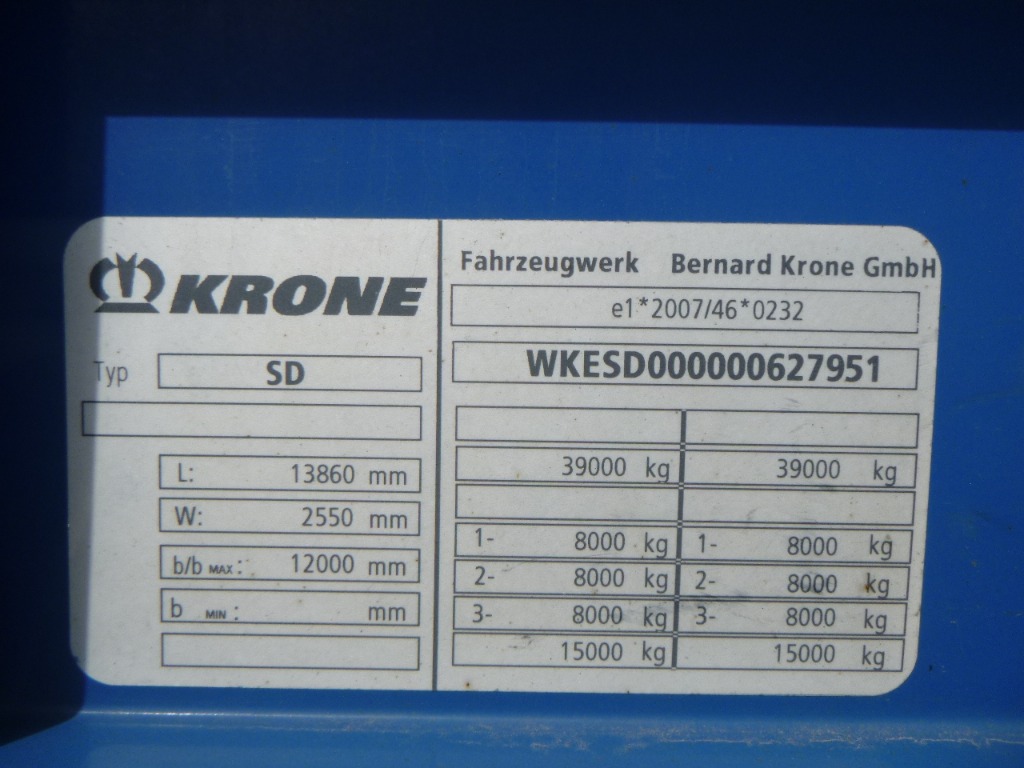 KRONE
Typ SD
L: 13860 mm
W: 2550 mm
b/b MAX: 12000 mm
b MIN: mm
Fahrzeugwerk Bernard Krone GmbH
e1*2007/46*0232
WKESD000000627951
39000 kg 39000 kg
1- 8000 kg 1- 8000 kg
2- 8000 kg 2- 8000 kg
3- 8000 kg 3- 8000 kg
15000 kg 15000 kg